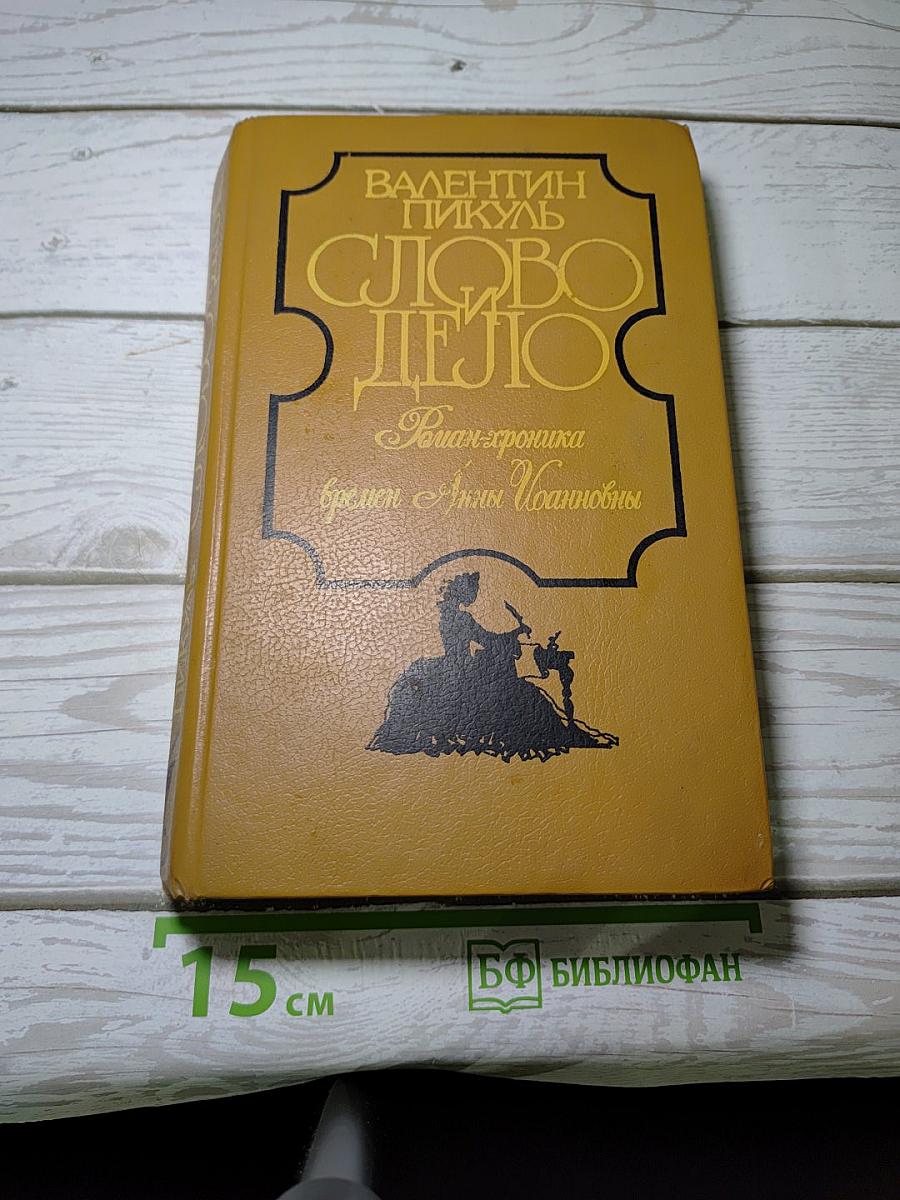 ВАЛЕНТИН
ПИКУЛЬ
СЛОВО
И
ДЕЛО
Роман-хроника
времен Анны Иоанновны
15 см
БФ БИБЛИОФАН